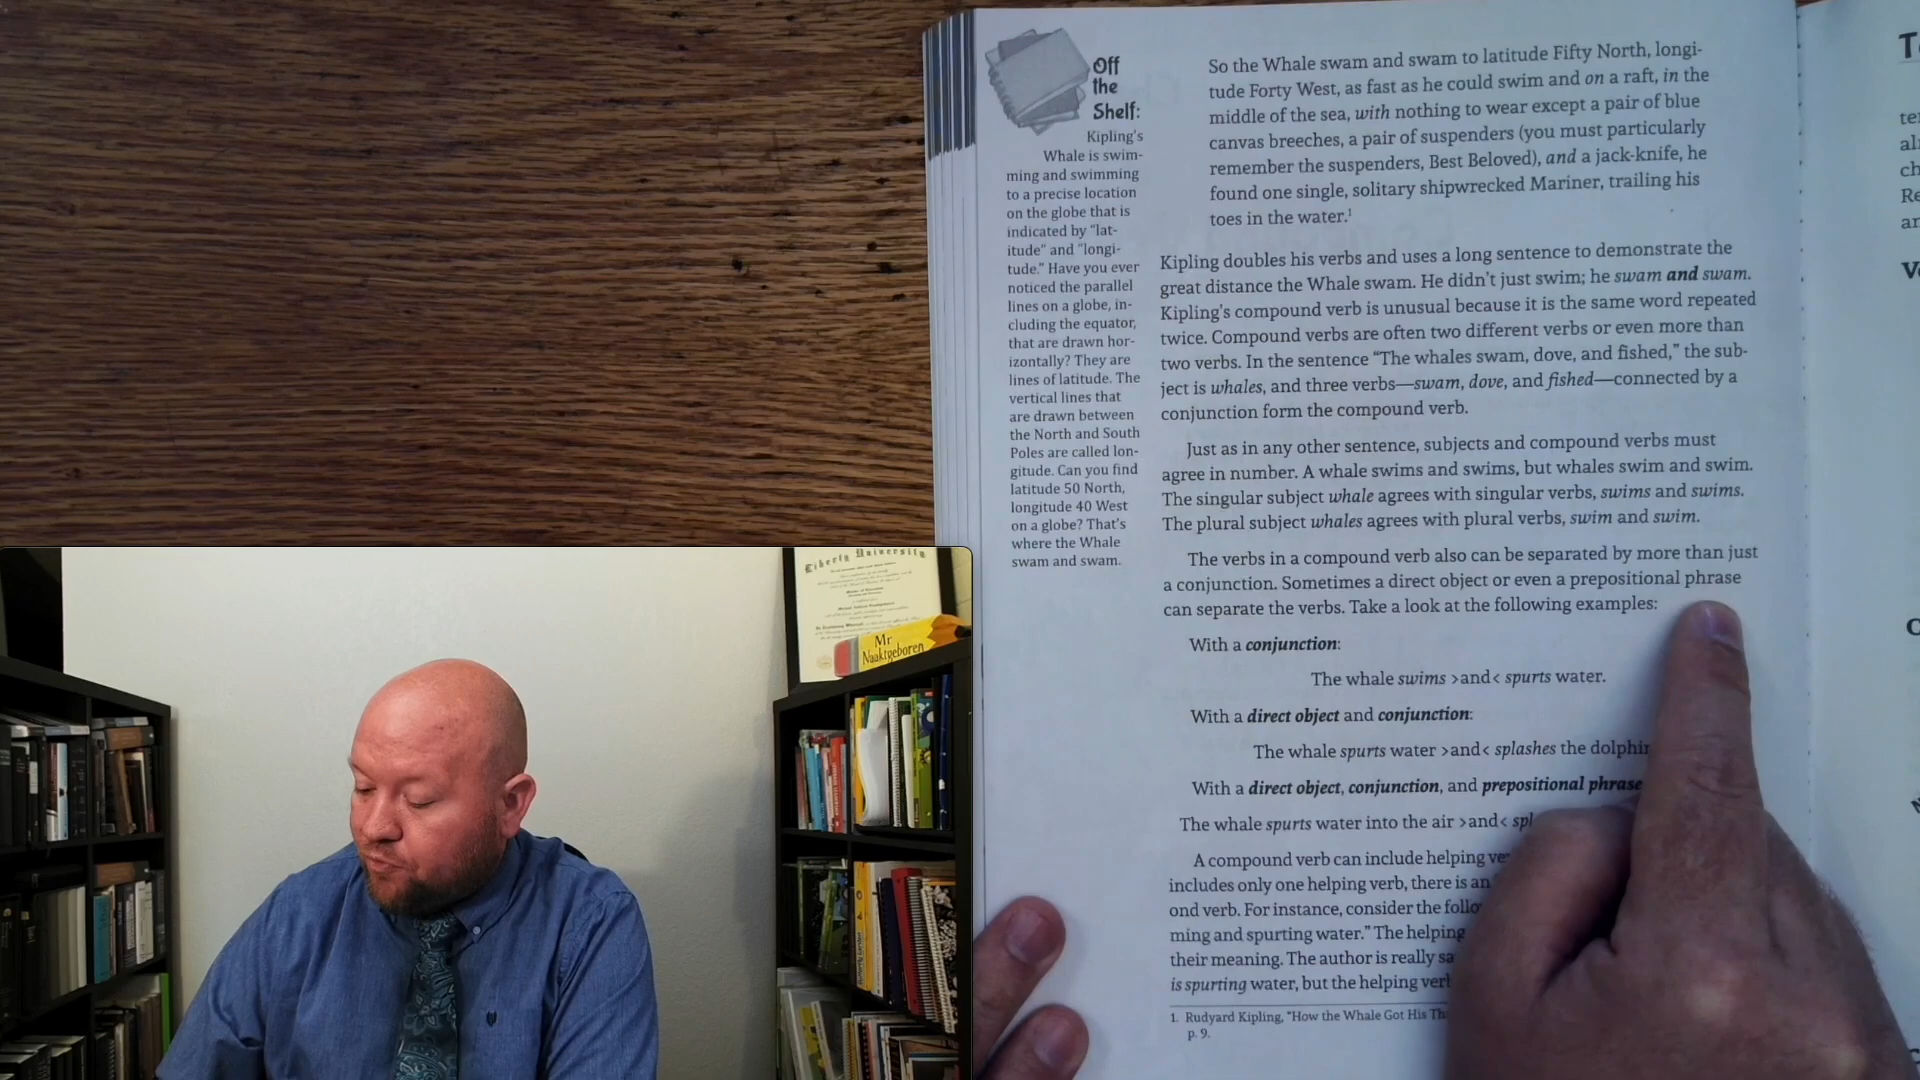 Off
the
Shelf:
Kipling's
Whale is swim-
ming and swimming
to a precise location
on the globe that is
indicated by "lat-
itude" and "longi-
tude." Have you ever
noticed the parallel
lines on a globe, in-
cluding the equator,
that are drawn hor-
izontally? They are
lines of latitude. The
vertical lines that
are drawn between
the North and South
Poles are called lon-
gitude. Can you find
latitude 50 North,
longitude 40 West
on a globe? That's
where the Whale
swam and swam.
So the Whale swam and swam to latitude Fifty North, longi-
tude Forty West, as fast as he could swim and on a raft, in the
middle of the sea, with nothing to wear except a pair of blue
canvas breeches, a pair of suspenders (you must particularly
remember the suspenders, Best Beloved), and a jack-knife, he
found one single, solitary shipwrecked Mariner, trailing his
toes in the water.1
Kipling doubles his verbs and uses a long sentence to demonstrate the
great distance the Whale swam. He didn't just swim; he swam and swam.
Kipling's compound verb is unusual because it is the same word repeated
twice. Compound verbs are often two different verbs or even more than
two verbs. In the sentence "The whales swam, dove, and fished," the sub-
ject is whales, and three verbs—swam, dove, and fished—connected by a
conjunction form the compound verb.
Just as in any other sentence, subjects and compound verbs must
agree in number. A whale swims and swims, but whales swim and swim.
The singular subject whale agrees with singular verbs, swims and swims.
The plural subject whales agrees with plural verbs, swim and swim.
The verbs in a compound verb also can be separated by more than just
a conjunction. Sometimes a direct object or even a prepositional phrase
can separate the verbs. Take a look at the following examples:
With a conjunction:
The whale swims >and< spurts water.
With a direct object and conjunction:
The whale spurts water >and< splashes the dolphin
With a direct object, conjunction, and prepositional phrase
The whale spurts water into the air >and< spl
A compound verb can include helping ve
includes only one helping verb, there is an
ond verb. For instance, consider the follo
ming and spurting water." The helping
their meaning. The author is really sa
is spurting water, but the helping verb
1. Rudyard Kipling, "How the Whale Got His Th
p. 9.
Liberty University
Mr
Naaktgeboren